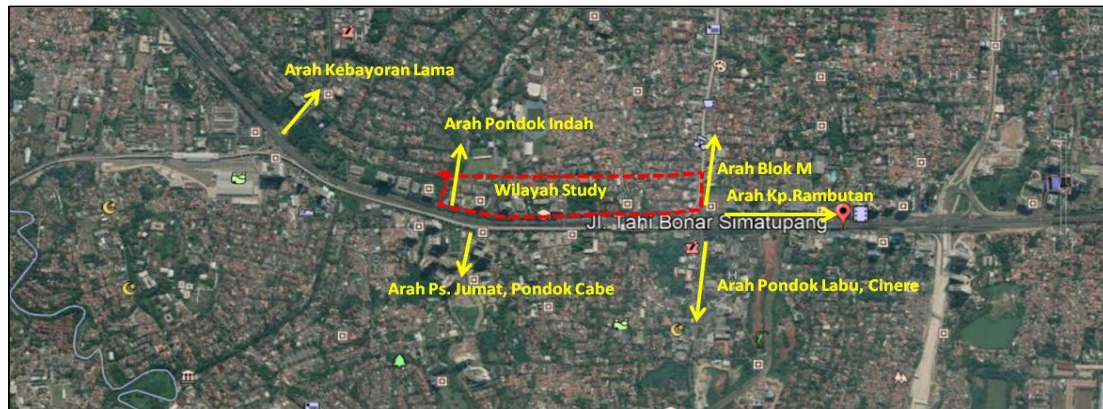 Arah Kebayoran Lama
Arah Pondok Indah
Wilayah Study
Arah Blok M
Arah Kp.Rambutan
Jl. Tahi Bonar Simatupang
Arah Ps. Jumat, Pondok Cabe
Arah Pondok Labu, Cinere